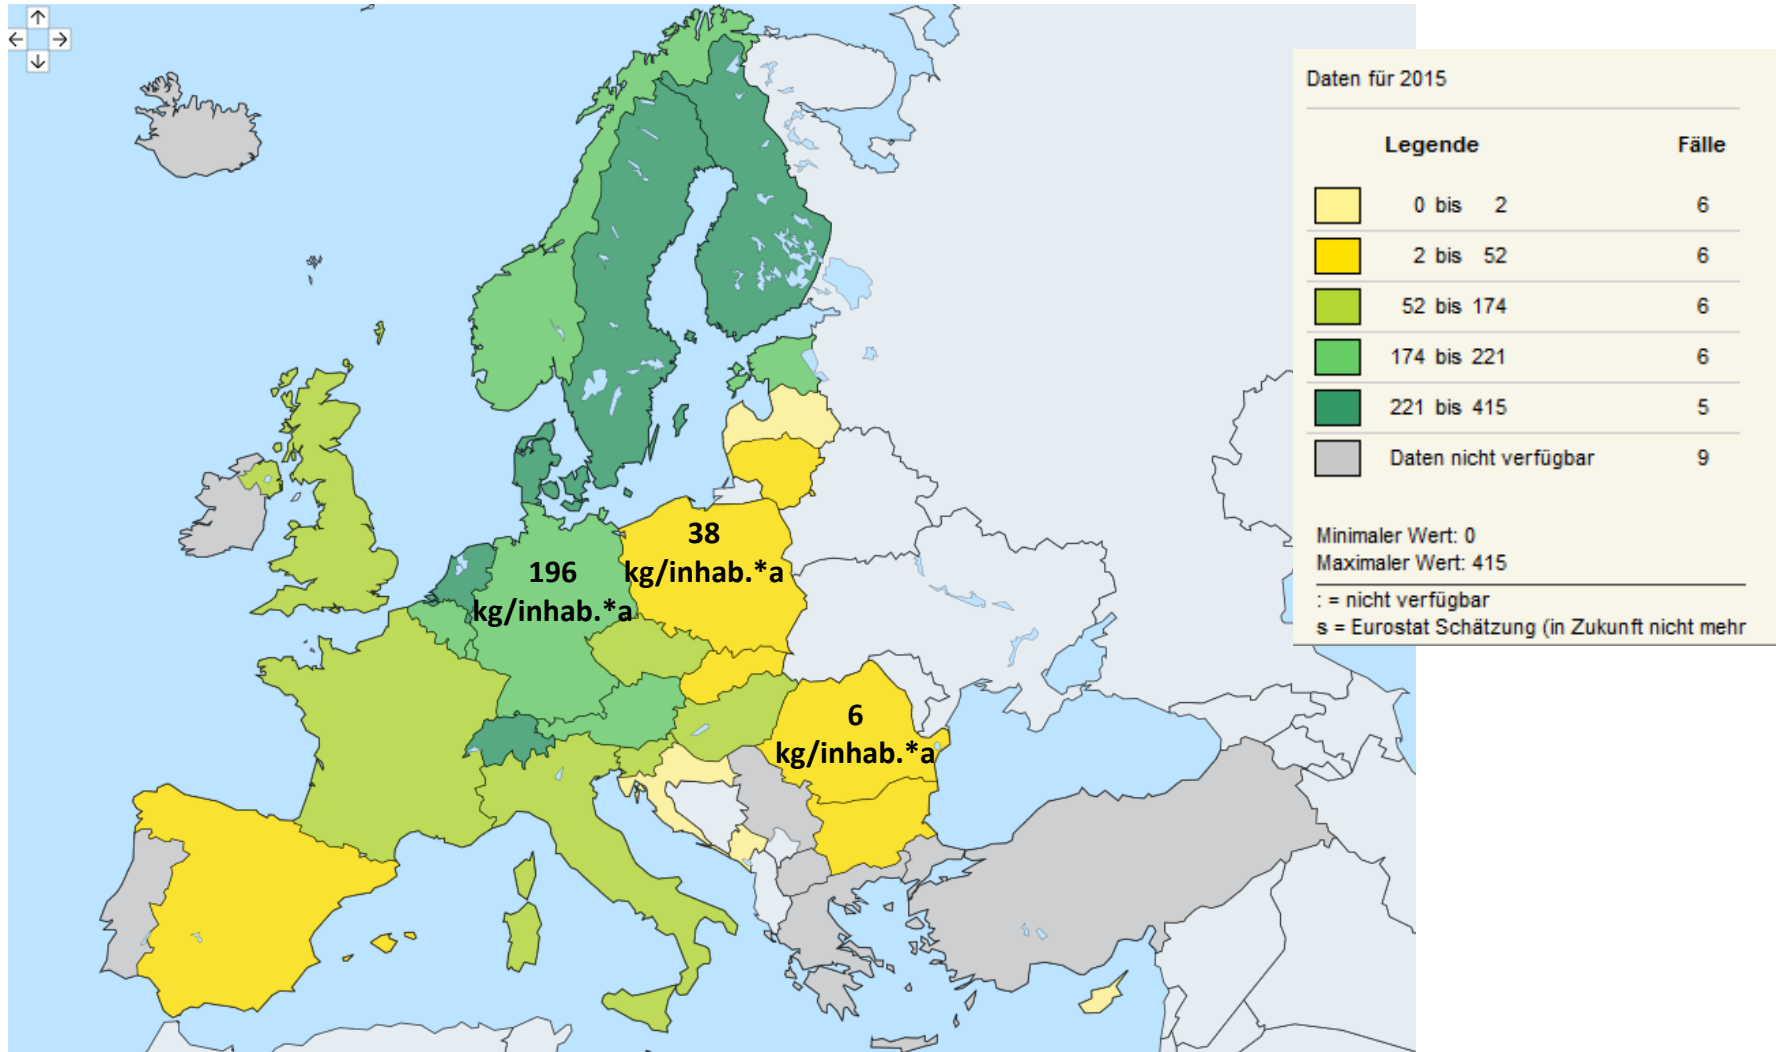 Daten für 2015
Legende Fälle
0 bis 2 6
2 bis 52 6
52 bis 174 6
174 bis 221 6
221 bis 415 5
Daten nicht verfügbar 9
Minimaler Wert: 0
Maximaler Wert: 415
: = nicht verfügbar
s = Eurostat Schätzung (in Zukunft nicht mehr
38
kg/inhab.*a
196
kg/inhab.*a
6
kg/inhab.*a